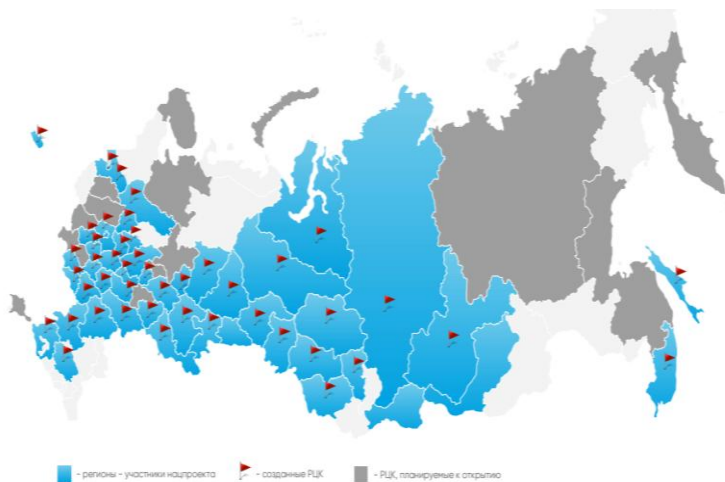 - регионы - участники нацпроекта
- созданные РЦК
- РЦК, планируемые к открытию